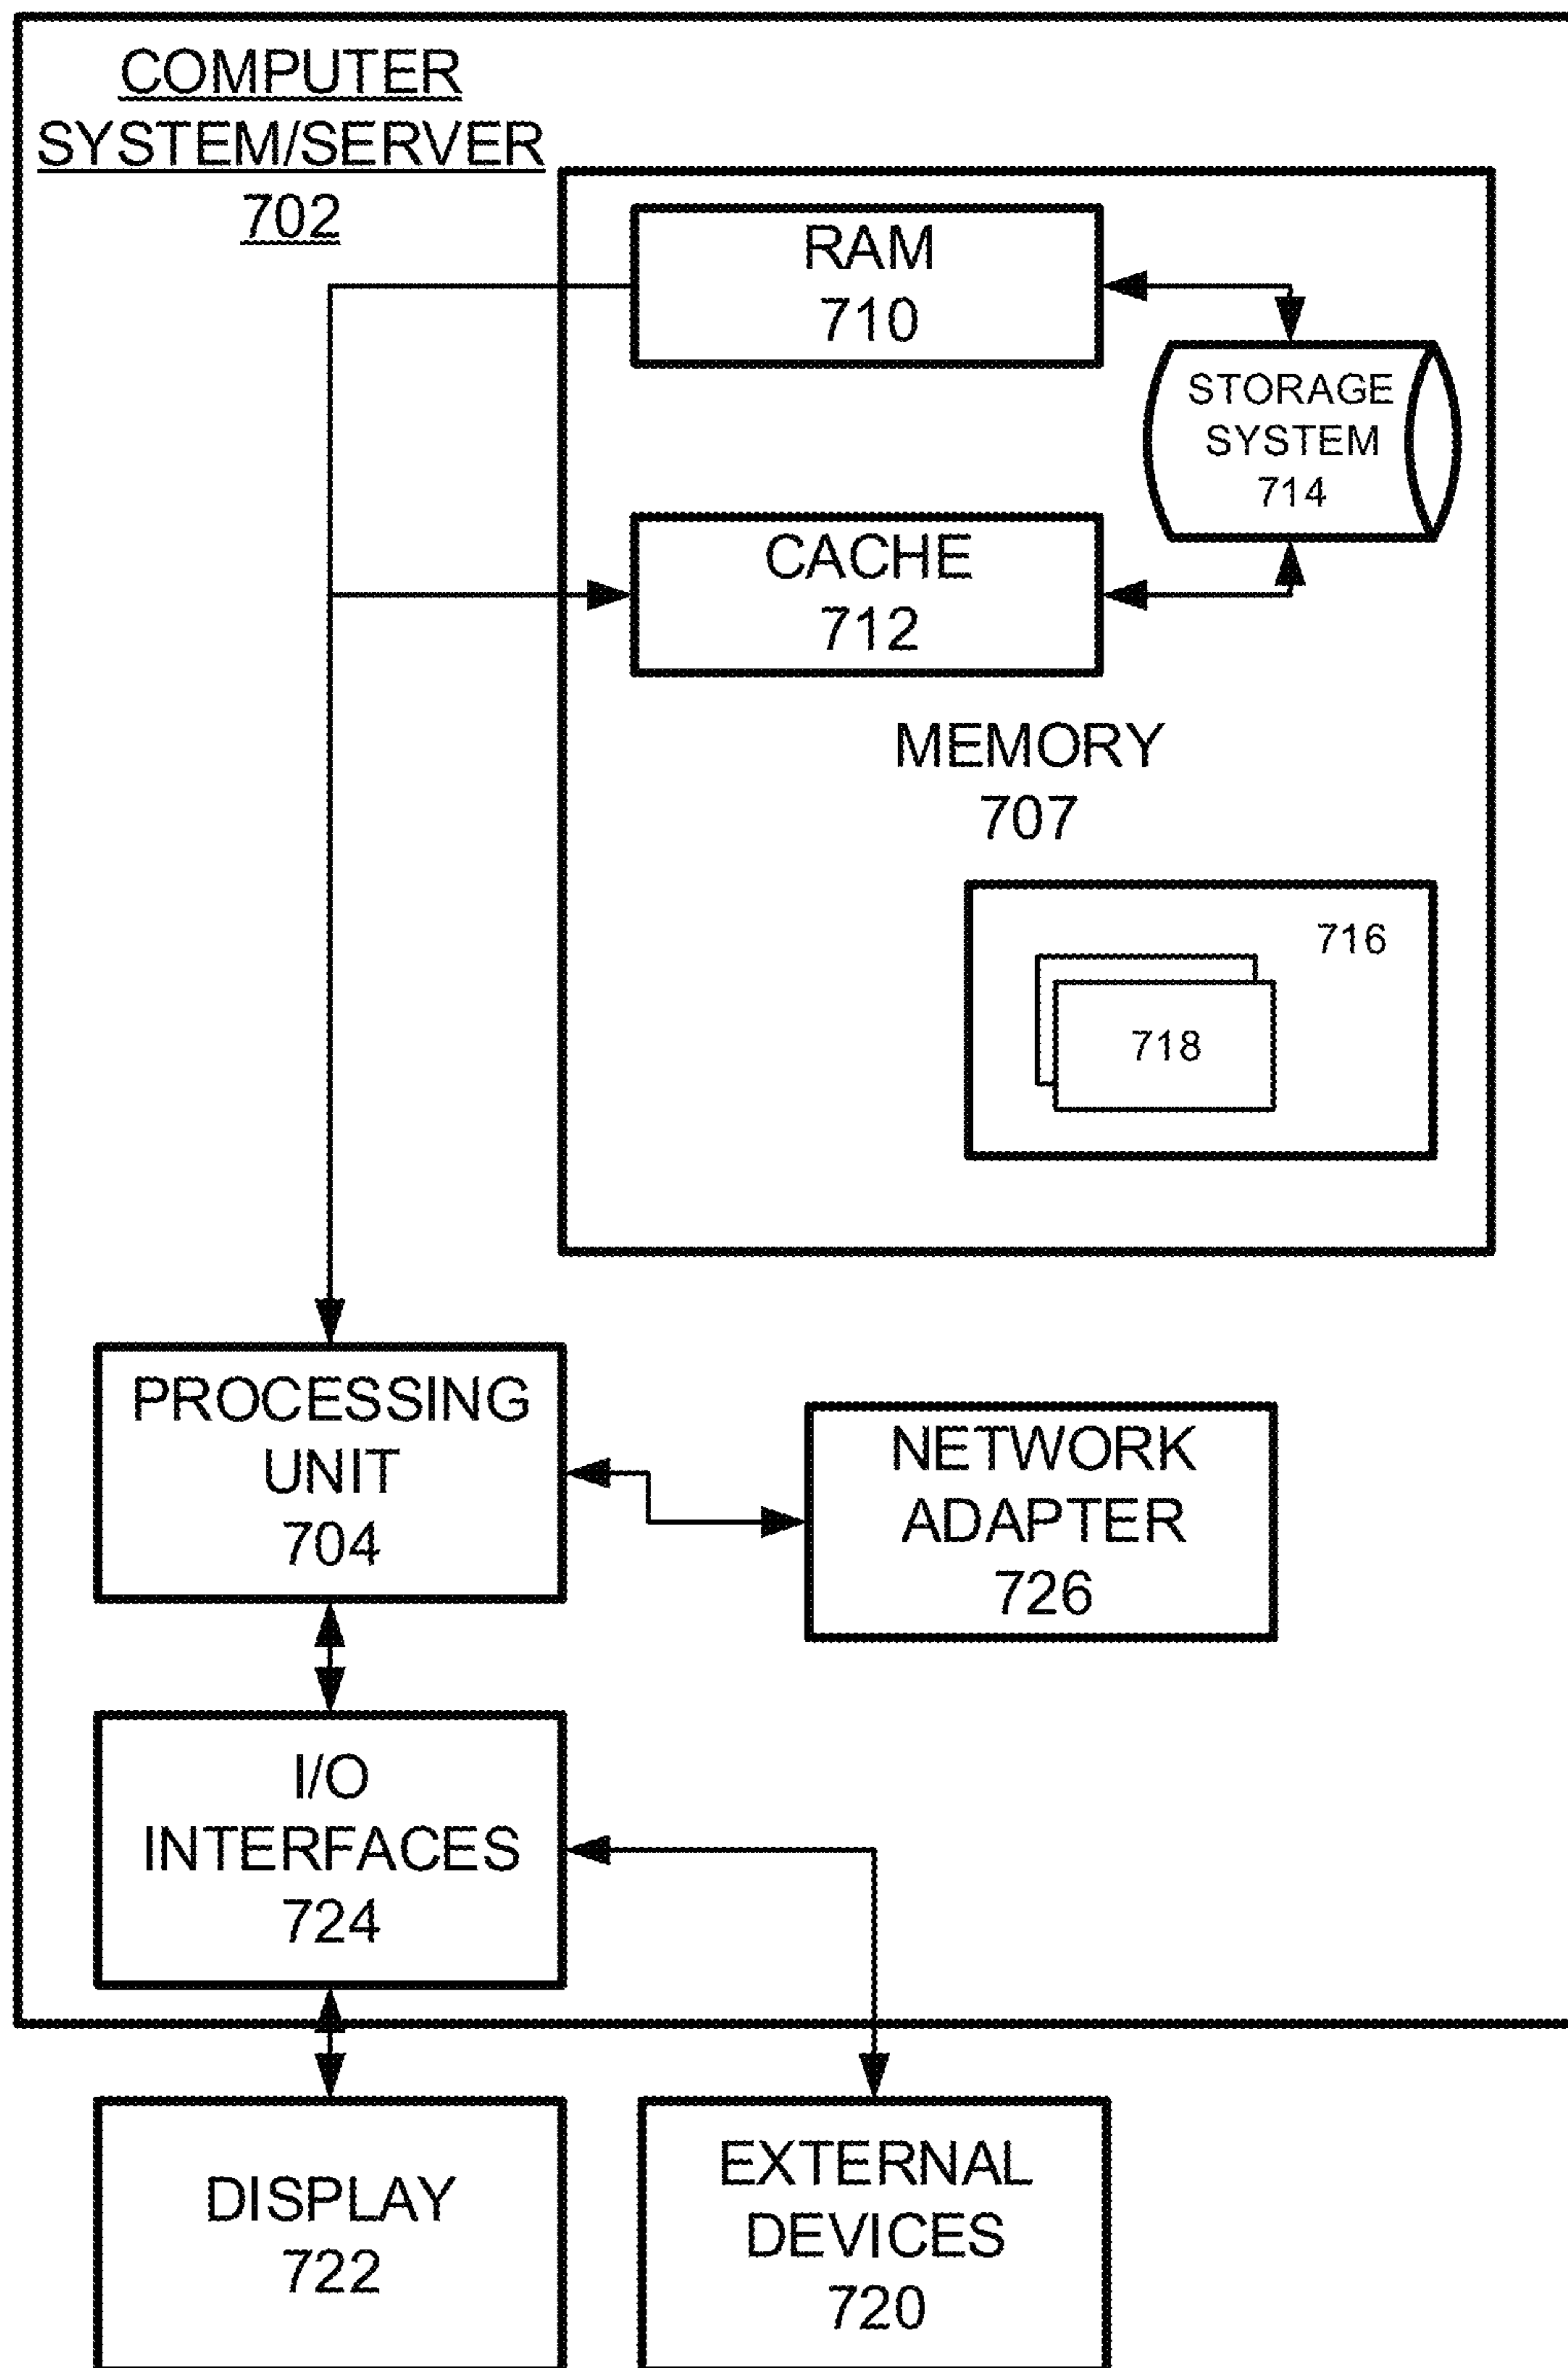 COMPUTER
SYSTEM/SERVER
702
RAM
710
STORAGE
SYSTEM
714
CACHE
712
MEMORY
707
716
718
PROCESSING
UNIT
704
NETWORK
ADAPTER
726
I/O
INTERFACES
724
DISPLAY
722
EXTERNAL
DEVICES
720